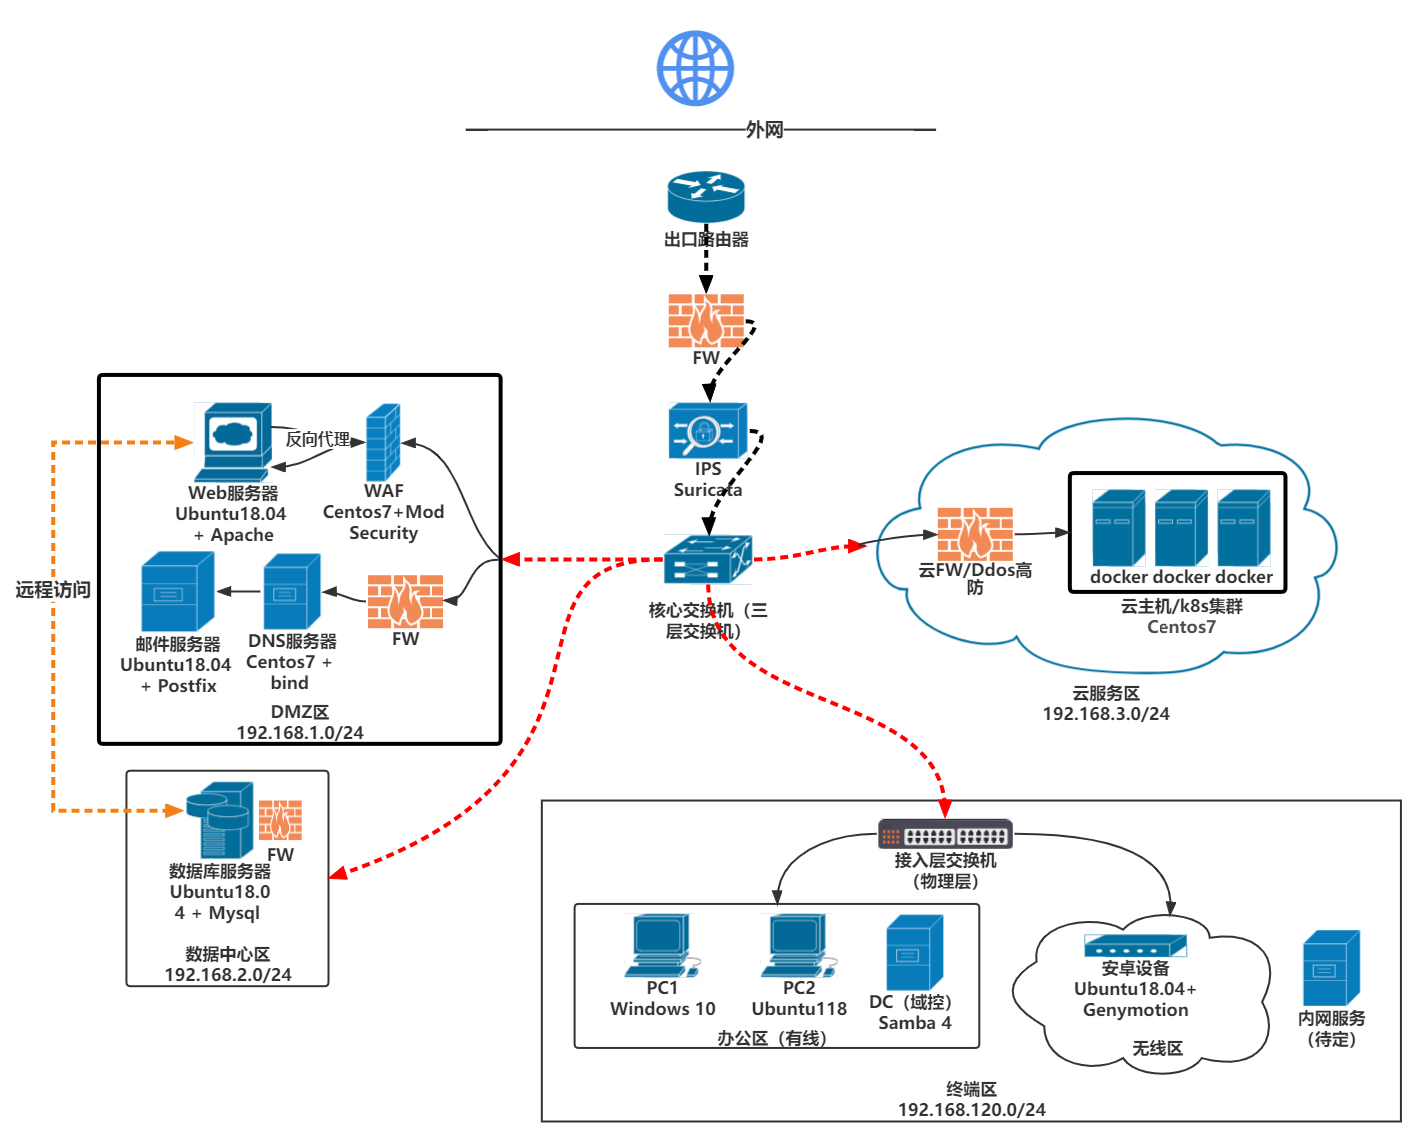 外网
出口路由器
FW
IPS
Suricata
核心交换机（三
层交换机）
反向代理
Web服务器
Ubuntu18.04
+ Apache
WAF
Centos7+Mod
Security
邮件服务器
Ubuntu18.04
+ Postfix
DNS服务器
Centos7 +
bind
FW
DMZ区
192.168.1.0/24
远程访问
数据库服务器
Ubuntu18.0
4 + Mysql
FW
数据中心区
192.168.2.0/24
云FW/Ddos高
防
docker
docker
docker
云主机/k8s集群
Centos7
云服务区
192.168.3.0/24
接入层交换机
（物理层）
PC1
Windows 10
PC2
Ubuntu118
DC（域控）
Samba 4
办公区（有线）
安卓设备
Ubuntu18.04+
Genymotion
无线区
内网服务
（待定）
终端区
192.168.120.0/24